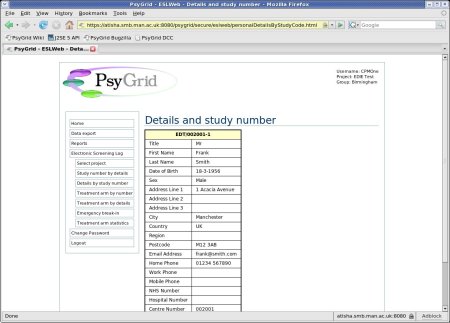 PsyGrid - ESLWeb - Details and study number - Mozilla Firefox
File Edit View History Bookmarks Tools Help
https://atisha.smb.man.ac.uk:8080/psygrid/secure/eslweb/personalDetailsByStudyCode.html
Google
PsyGrid Wiki J2SE 5 API PsyGrid Bugzilla PsyGrid DCC
PsyGrid - ESLWeb - Deta...
PsyGrid
Username: CPMOne
Project: EDIE Test
Group: Birmingham
Details and study number
Home
Data export
Reports
Electronic Screening Log
Select project
Study number by details
Details by study number
Treatment arm by number
Treatment arm by details
Emergency break-in
Treatment arm statistics
Change Password
Logout
EDT/002001-1
Title Mr
First Name Frank
Last Name Smith
Date of Birth 18-3-1956
Sex Male
Address Line 1 1 Acacia Avenue
Address Line 2
Address Line 3
City Manchester
Country UK
Region
Postcode M12 3AB
Email Address frank@smith.com
Home Phone 01234 567890
Work Phone
Mobile Phone
NHS Number
Hospital Number
Centre Number 002001
Done atisha.smb.man.ac.uk:8080 Adblock